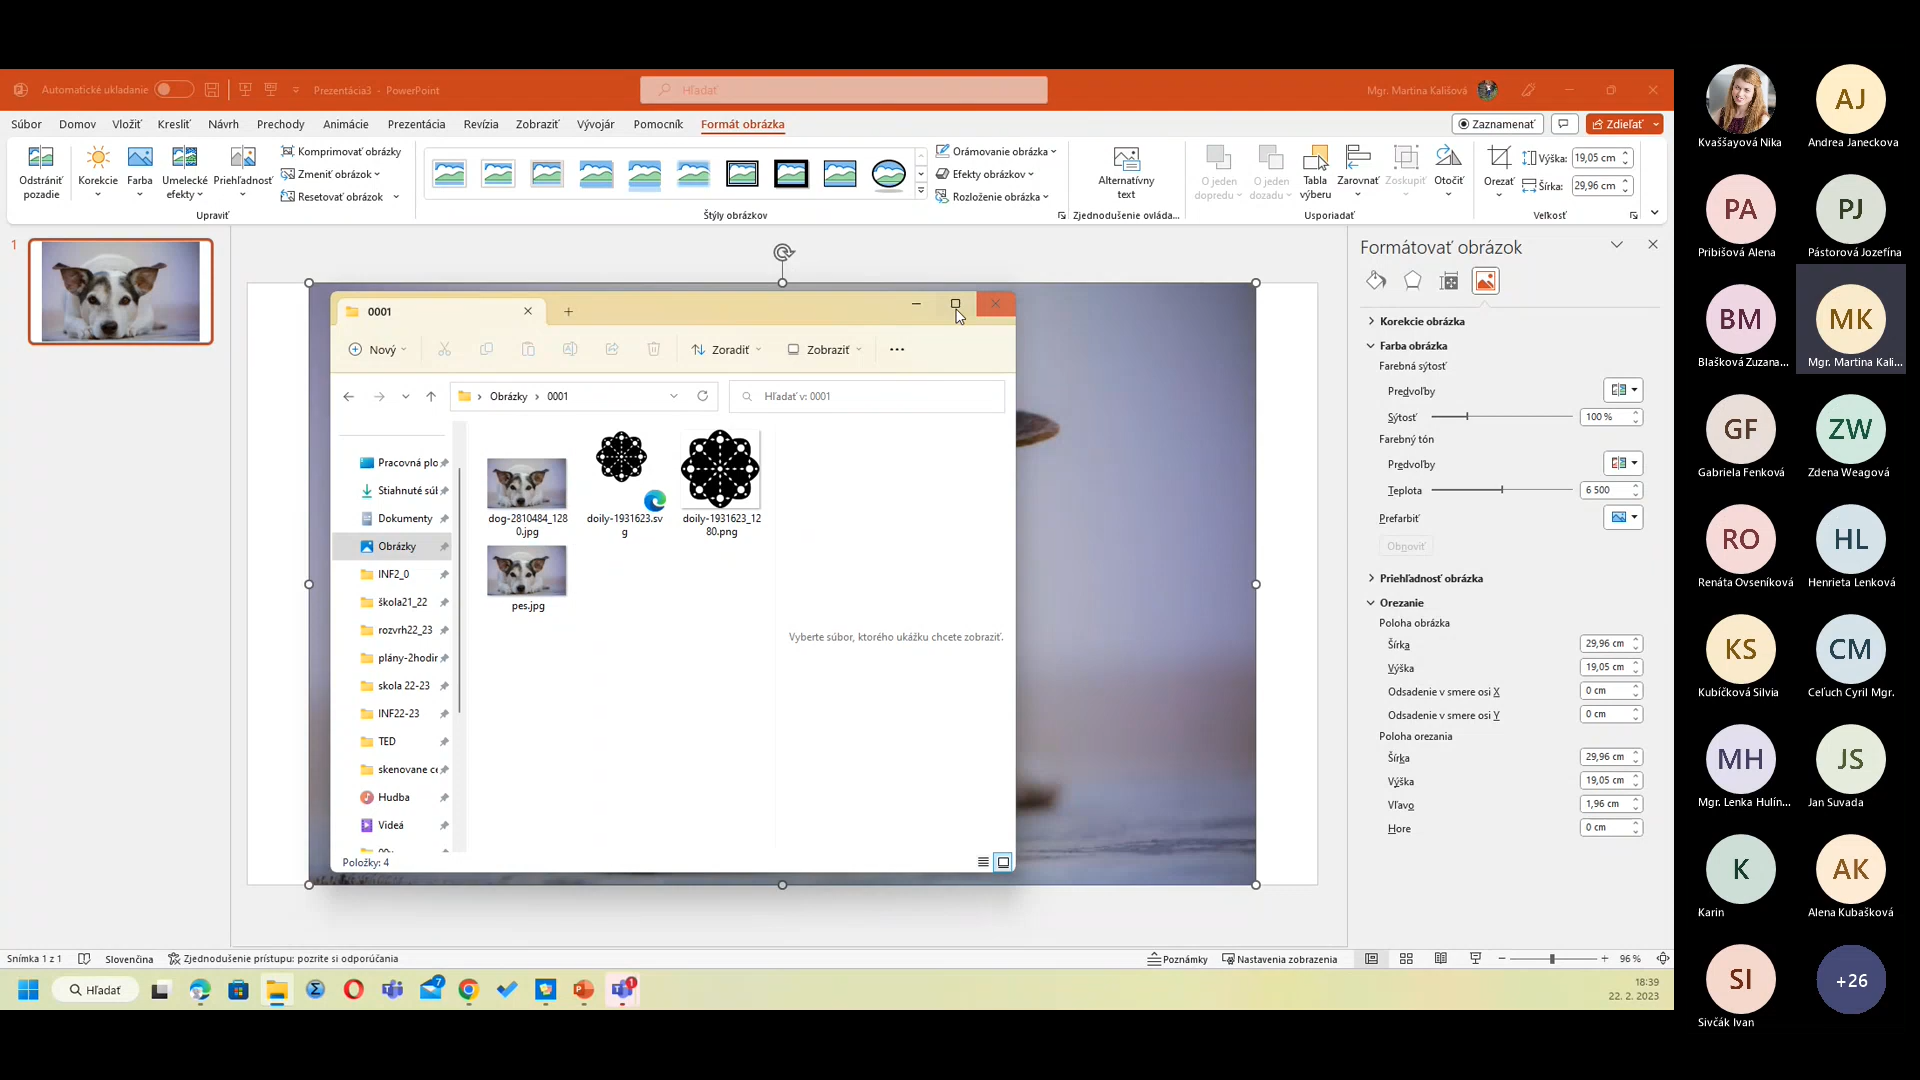 Automatické ukladanie
Prezentácia3 - PowerPoint
Hľadať
Mgr. Martina Kališová
Súbor Domov Vložiť Kresliť Návrh Prechody Animácie Prezentácia Revízia Zobraziť Vývojár Pomocník Formát obrázka
Zaznamenať
Zdieľať
Odstrániť pozadie
Korekcie
Farba
Umelecké efekty
Priehľadnosť
Komprimovať obrázky
Zmeniť obrázok
Resetovať obrázok
Upraviť
Štýly obrázkov
Orámovanie obrázka
Efekty obrázkov
Rozloženie obrázka
Alternatívny text
Zjednodušenie ovláda...
O jeden dopredu
O jeden dozadu
Tabla výberu
Zarovnať
Zoskupiť
Otočiť
Usporiadať
Orezať
Výška: 19,05 cm
Šírka: 29,96 cm
Veľkosť
1
0001
Nový
Zoradiť
Zobraziť
Obrázky
0001
Hľadať v: 0001
Pracovná plo
Stiahnuté súl
Dokumenty
Obrázky
INF2_0
škola21_22
rozvrh22_23
plány-2hodir
skola 22-23
INF22-23
TED
skenovane ce
Hudba
Videá
dog-2810484_128
0.jpg
doily-1931623.sv
g
doily-1931623_12
80.png
pes.jpg
Vyberte súbor, ktorého ukážku chcete zobraziť.
Položky: 4
Formátovať obrázok
Korekcie obrázka
Farba obrázka
Farebná sýtosť
Predvoľby
Sýtosť 100 %
Farebný tón
Predvoľby
Teplota 6 500
Prefarbiť
Obnoviť
Priehľadnosť obrázka
Orezanie
Poloha obrázka
Šírka 29,96 cm
Výška 19,05 cm
Odsadenie v smere osi X 0 cm
Odsadenie v smere osi Y 0 cm
Poloha orezania
Šírka 29,96 cm
Výška 19,05 cm
Vľavo 1,96 cm
Hore 0 cm
Snímka 1 z 1
Slovenčina
Zjednodušenie prístupu: pozrite si odporúčania
Poznámky
Nastavenia zobrazenia
96 %
Hľadať
7
1
18:39
22. 2. 2023
Kvaššayová Nika
AJ
Andrea Janeckova
PA
Pribišová Alena
PJ
Pástorová Jozefína
BM
Blašková Zuzana...
MK
Mgr. Martina Kali...
GF
Gabriela Fenková
ZW
Zdena Weagová
RO
Renáta Ovseníková
HL
Henrieta Lenková
KS
Kubíčková Silvia
CM
Ceľuch Cyril Mgr.
MH
Mgr. Lenka Hulín...
JS
Jan Suvada
K
Karin
AK
Alena Kubašková
SI
Sivčák Ivan
+26